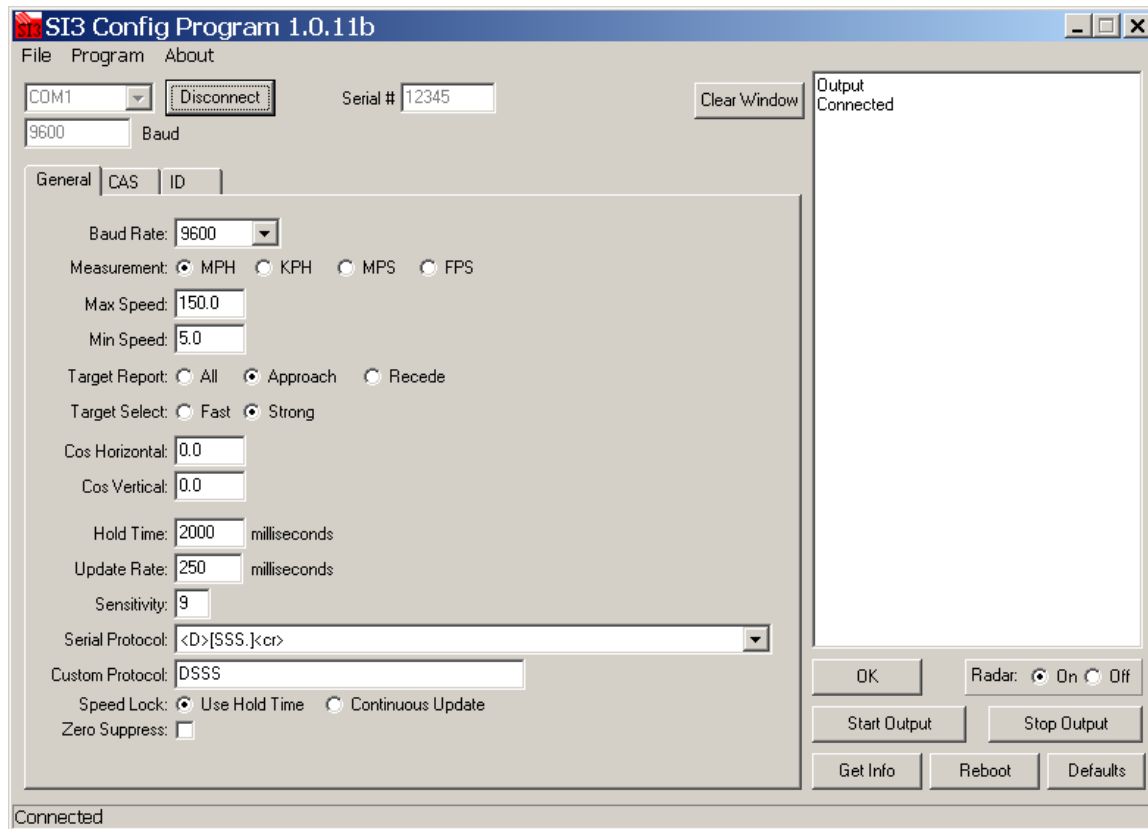 SI3 SI3 Config Program 1.0.11b
File Program About
COM1 Disconnect Serial # 12345 Clear Window
9600 Baud
General CAS ID
Baud Rate: 9600
Measurement: MPH KPH MPS FPS
Max Speed: 150.0
Min Speed: 5.0
Target Report: All Approach Recede
Target Select: Fast Strong
Cos Horizontal: 0.0
Cos Vertical: 0.0
Hold Time: 2000 milliseconds
Update Rate: 250 milliseconds
Sensitivity: 9
Serial Protocol: <D>[SSS.]<cr>
Custom Protocol: DSSS
Speed Lock: Use Hold Time Continuous Update
Zero Suppress:
Output
Connected
OK Radar: On Off
Start Output Stop Output
Get Info Reboot Defaults
Connected